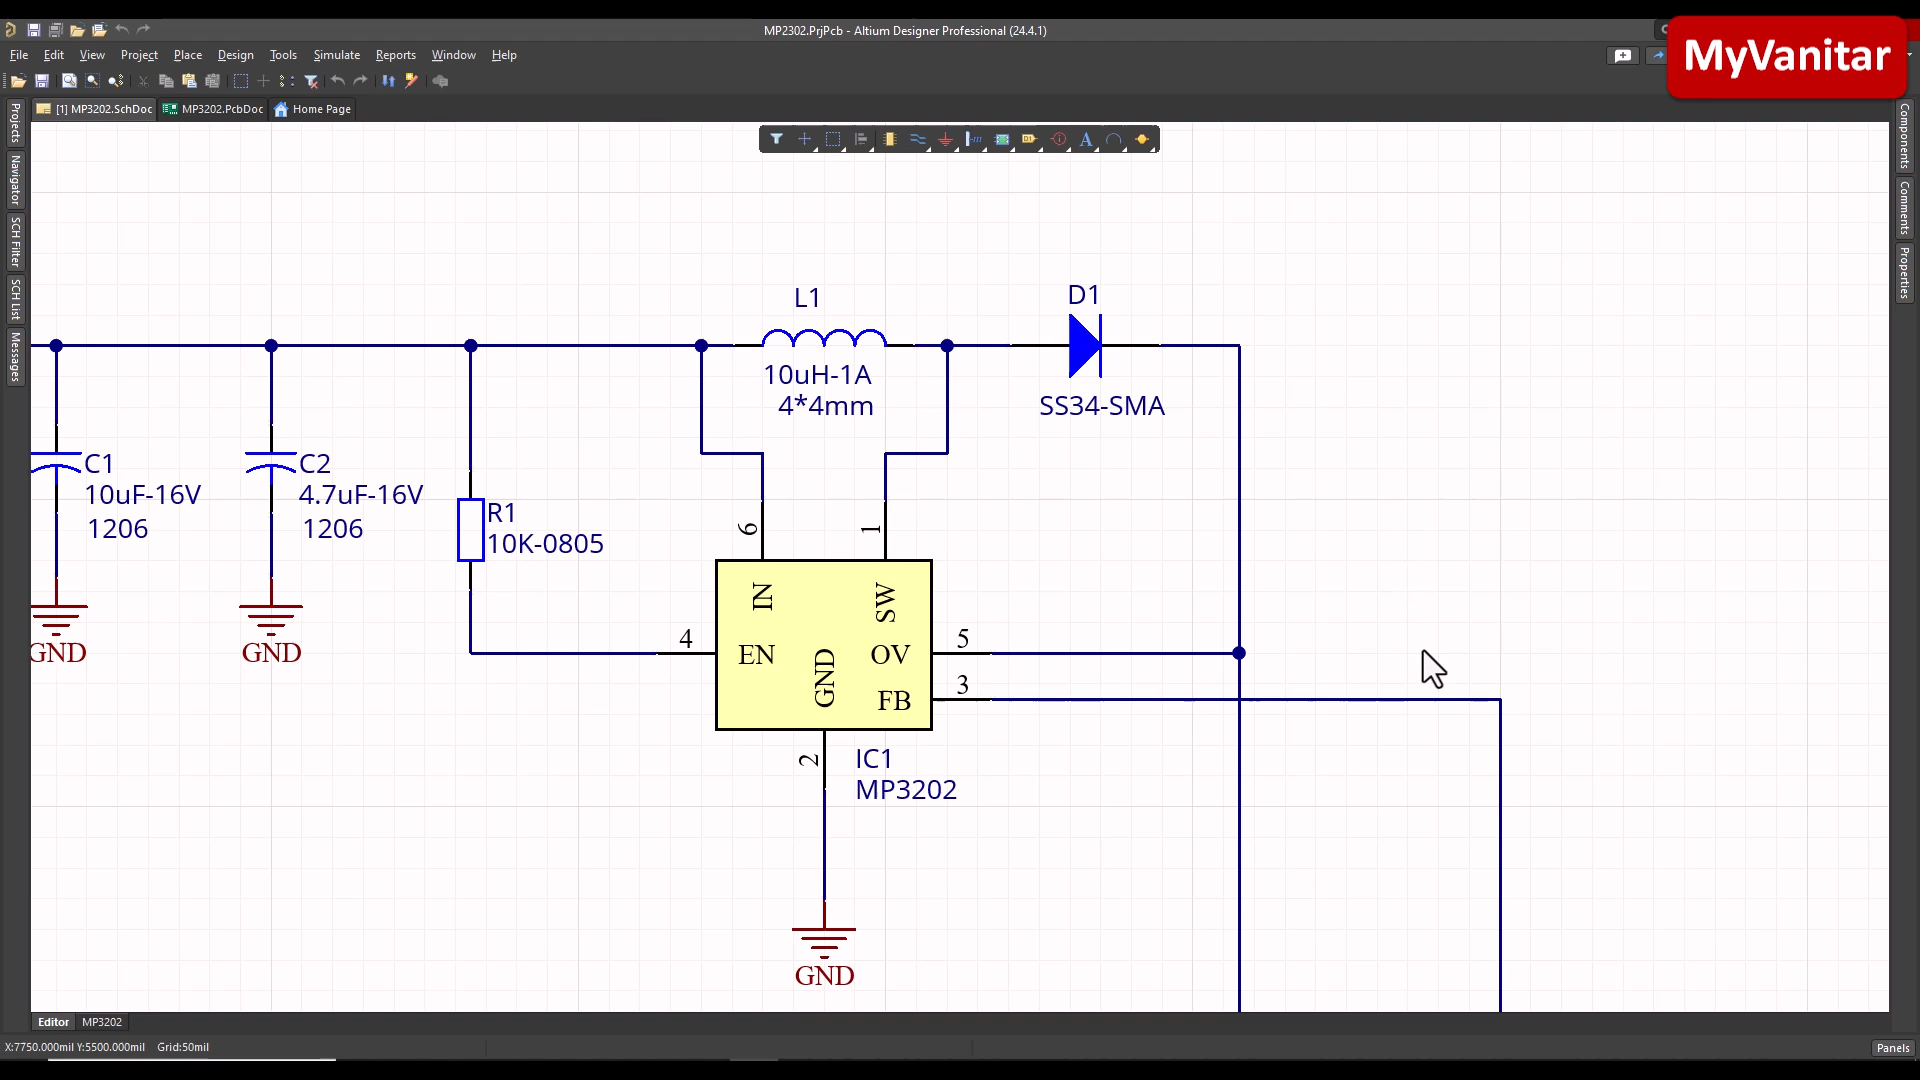 MP2302.PrjPcb - Altium Designer Professional (24.4.1)
MyVanitar
File Edit View Project Place Design Tools Simulate Reports Window Help
[1] MP3202.SchDoc MP3202.PcbDoc Home Page
Projects
Navigator
SCH Filter
SCH List
Messages
Components
Comments
Properties
L1
10uH-1A
4*4mm
D1
SS34-SMA
C1
10uF-16V
1206
GND
C2
4.7uF-16V
1206
GND
R1
10K-0805
6
1
IN
SW
4
EN
GND
OV
5
FB
3
2
IC1
MP3202
GND
Editor MP3202
X:7750.000mil Y:5500.000mil Grid:50mil
Panels